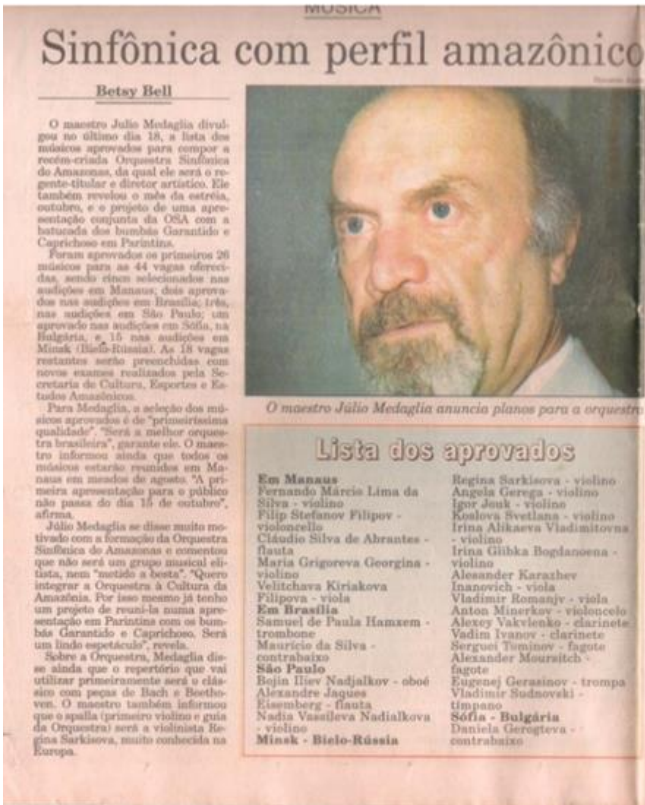 MÚSICA
Sinfônica com perfil amazônico
Betsy Bell
O maestro Julio Medaglia divul-
gou no último dia 18, a lista dos
músicos aprovados para compor a
recém-criada Orquestra Sinfônica
do Amazonas, da qual ele será o re-
gente-titular e diretor artístico. Ele
também revelou o mês da estréia,
outubro, e o projeto de uma apre-
sentação conjunta da OSA com a
batucada dos bumbás Garantido e
Caprichoso em Parintins.
Foram aprovados os primeiros 26
músicos para as 44 vagas ofereci-
das, sendo cinco selecionados nas
audições em Manaus; dois aprova-
dos nas audições em Brasília; três,
nas audições em São Paulo; um
aprovado nas audições em Sófia, na
Bulgária, e 15 nas audições em
Minsk (Bielo-Rússia). As 18 vagas
restantes serão preenchidas com
novos exames realizados pela Se-
cretaria de Cultura, Esportes e Es-
tudos Amazônicos.
Para Medaglia, a seleção dos mú-
sicos aprovados é de "primeiríssima
qualidade". "Será a melhor orques-
tra brasileira", garante ele. O maes-
tro informou ainda que todos os
músicos estarão reunidos em Ma-
naus em meados de agosto. "A pri-
meira apresentação para o público
não passa do dia 15 de outubro",
afirma.
Júlio Medaglia se disse muito mo-
tivado com a formação da Orquestra
Sinfônica do Amazonas e comentou
que não será um grupo musical eli-
tista, nem "metido a besta". "Quero
integrar a Orquestra à Cultura da
Amazônia. Por isso mesmo já tenho
um projeto de reuni-la numa apre-
sentação em Parintins com os bum-
bás Garantido e Caprichoso. Será
um lindo espetáculo", revela.
Sobre a Orquestra, Medaglia dis-
se ainda que o repertório que vai
utilizar primeiramente será o clás-
sim com peças de Bach e Beetho-
ven. O maestro também informou
que o spalla (primeiro violino e guia
da Orquestra) será a violinista Re-
gina Sarkisova, muito conhecida na
Europa.
O maestro Júlio Medaglia anuncia planos para a orquestra
Lista dos aprovados
Em Manaus
Fernando Márcio Lima da
Silva - violino
Filip Stefanov Filipov -
violoncello
Cláudio Silva de Abrantes -
flauta
Maria Grigoreva Georgina -
violino
Velitchava Kiriakova
Filipova - viola
Em Brasília
Samuel de Paula Hamxem -
trombone
Maurício da Silva -
contrabaixo
São Paulo
Bojin Iliev Nadjalkov - oboé
Alexandre Jaques
Eisemberg - flauta
Nadia Vassileva Nadialkova
- violino
Minsk - Bielo-Rússia
Regina Sarkisova - violino
Angela Gerega - violino
Igor Jouk - violino
Koslova Svetlana - violino
Irina Alikaeva Vladimitovna
- violino
Irina Glibka Bogdanoena -
violino
Alesander Karazhev
Inanovich - viola
Vladimir Romanjv - viola
Anton Minerkov - violoncelo
Alexey Vakvlenko - clarinete
Vadim Ivanov - clarinete
Serguei Tominov - fagote
Alexander Moursitch -
fagote
Eugenej Gerasinov - trompa
Vladimir Sudnovski -
tímpano
Sófia - Bulgária
Daniela Gerogteva -
contrabaixo